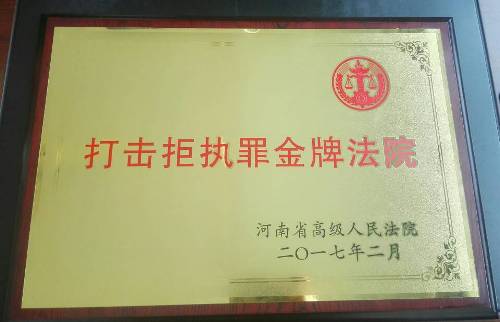 打击拒执罪金牌法院
河南省高级人民法院
二〇一七年二月